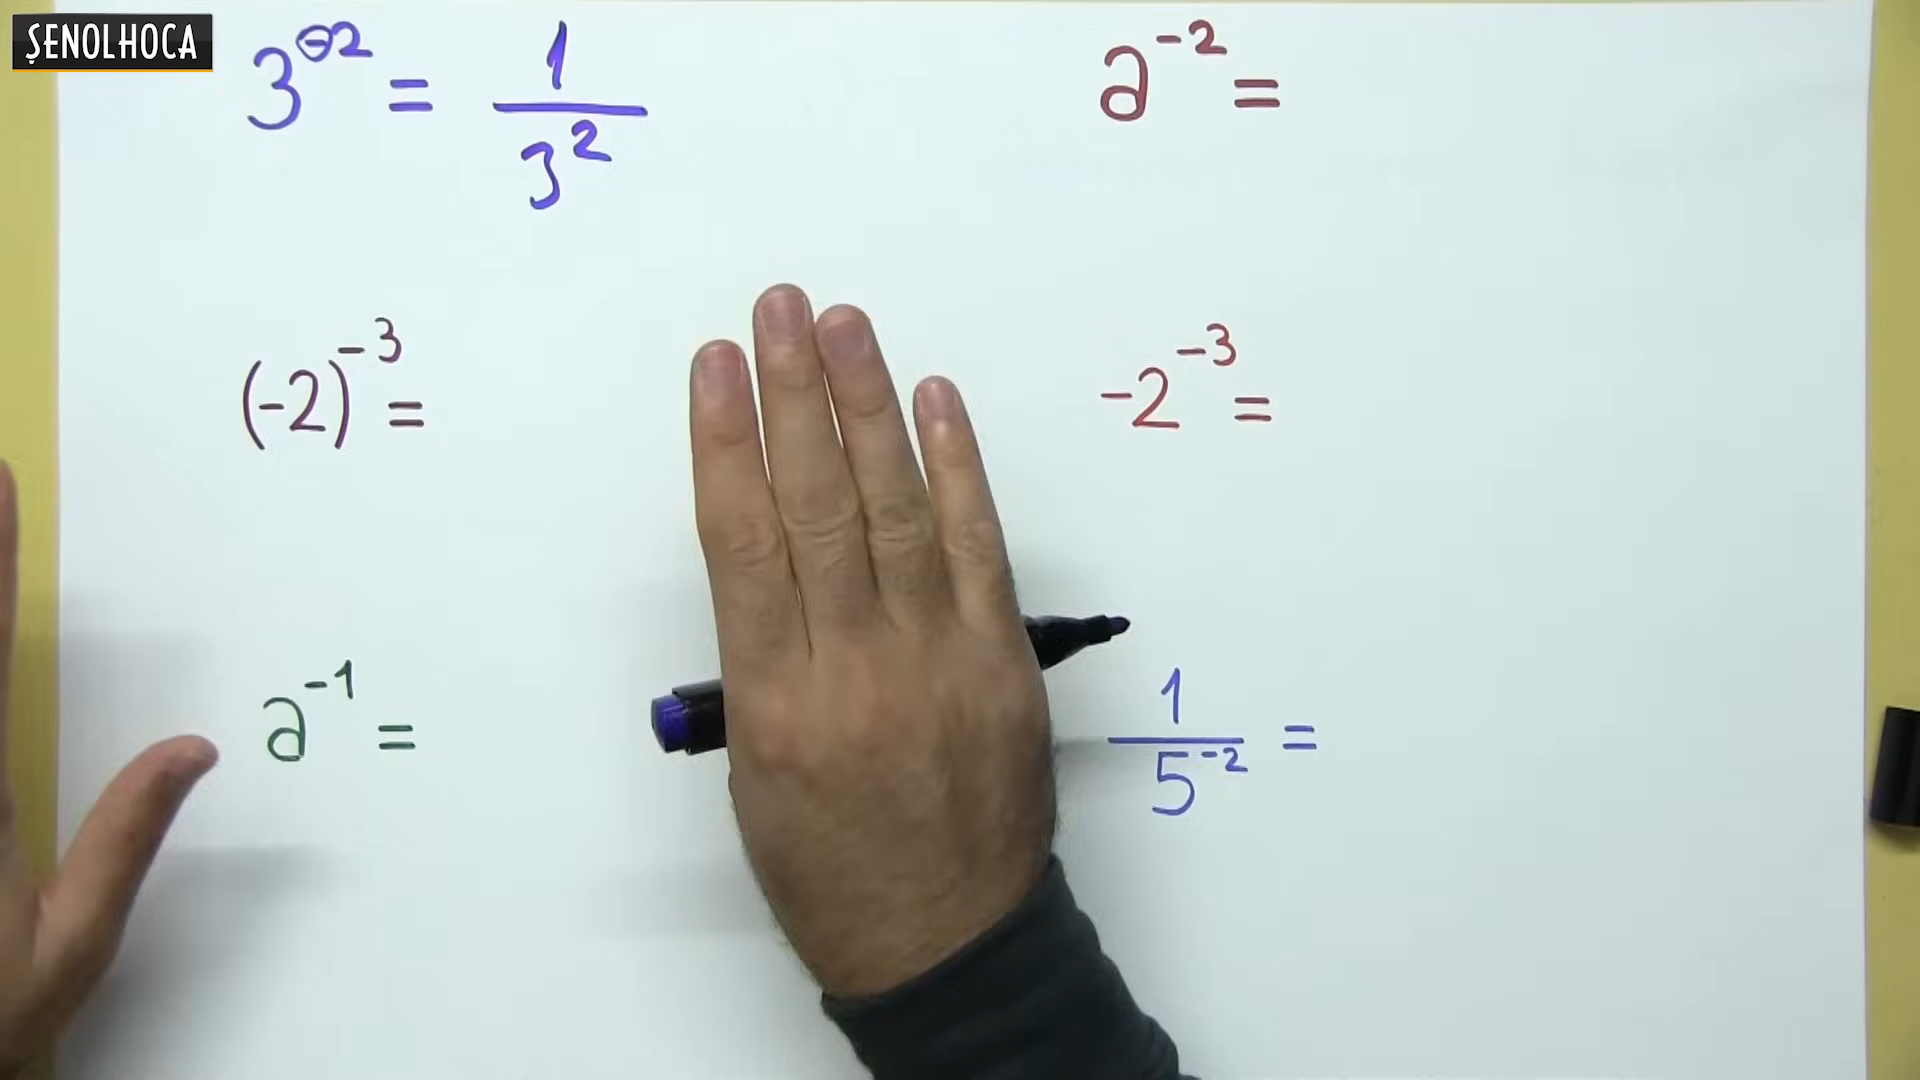 ŞENOLHOCA
3⁻² = 1/3²
a⁻² =
(-2)⁻³ =
-2⁻³ =
a⁻¹ =
1/5⁻² =